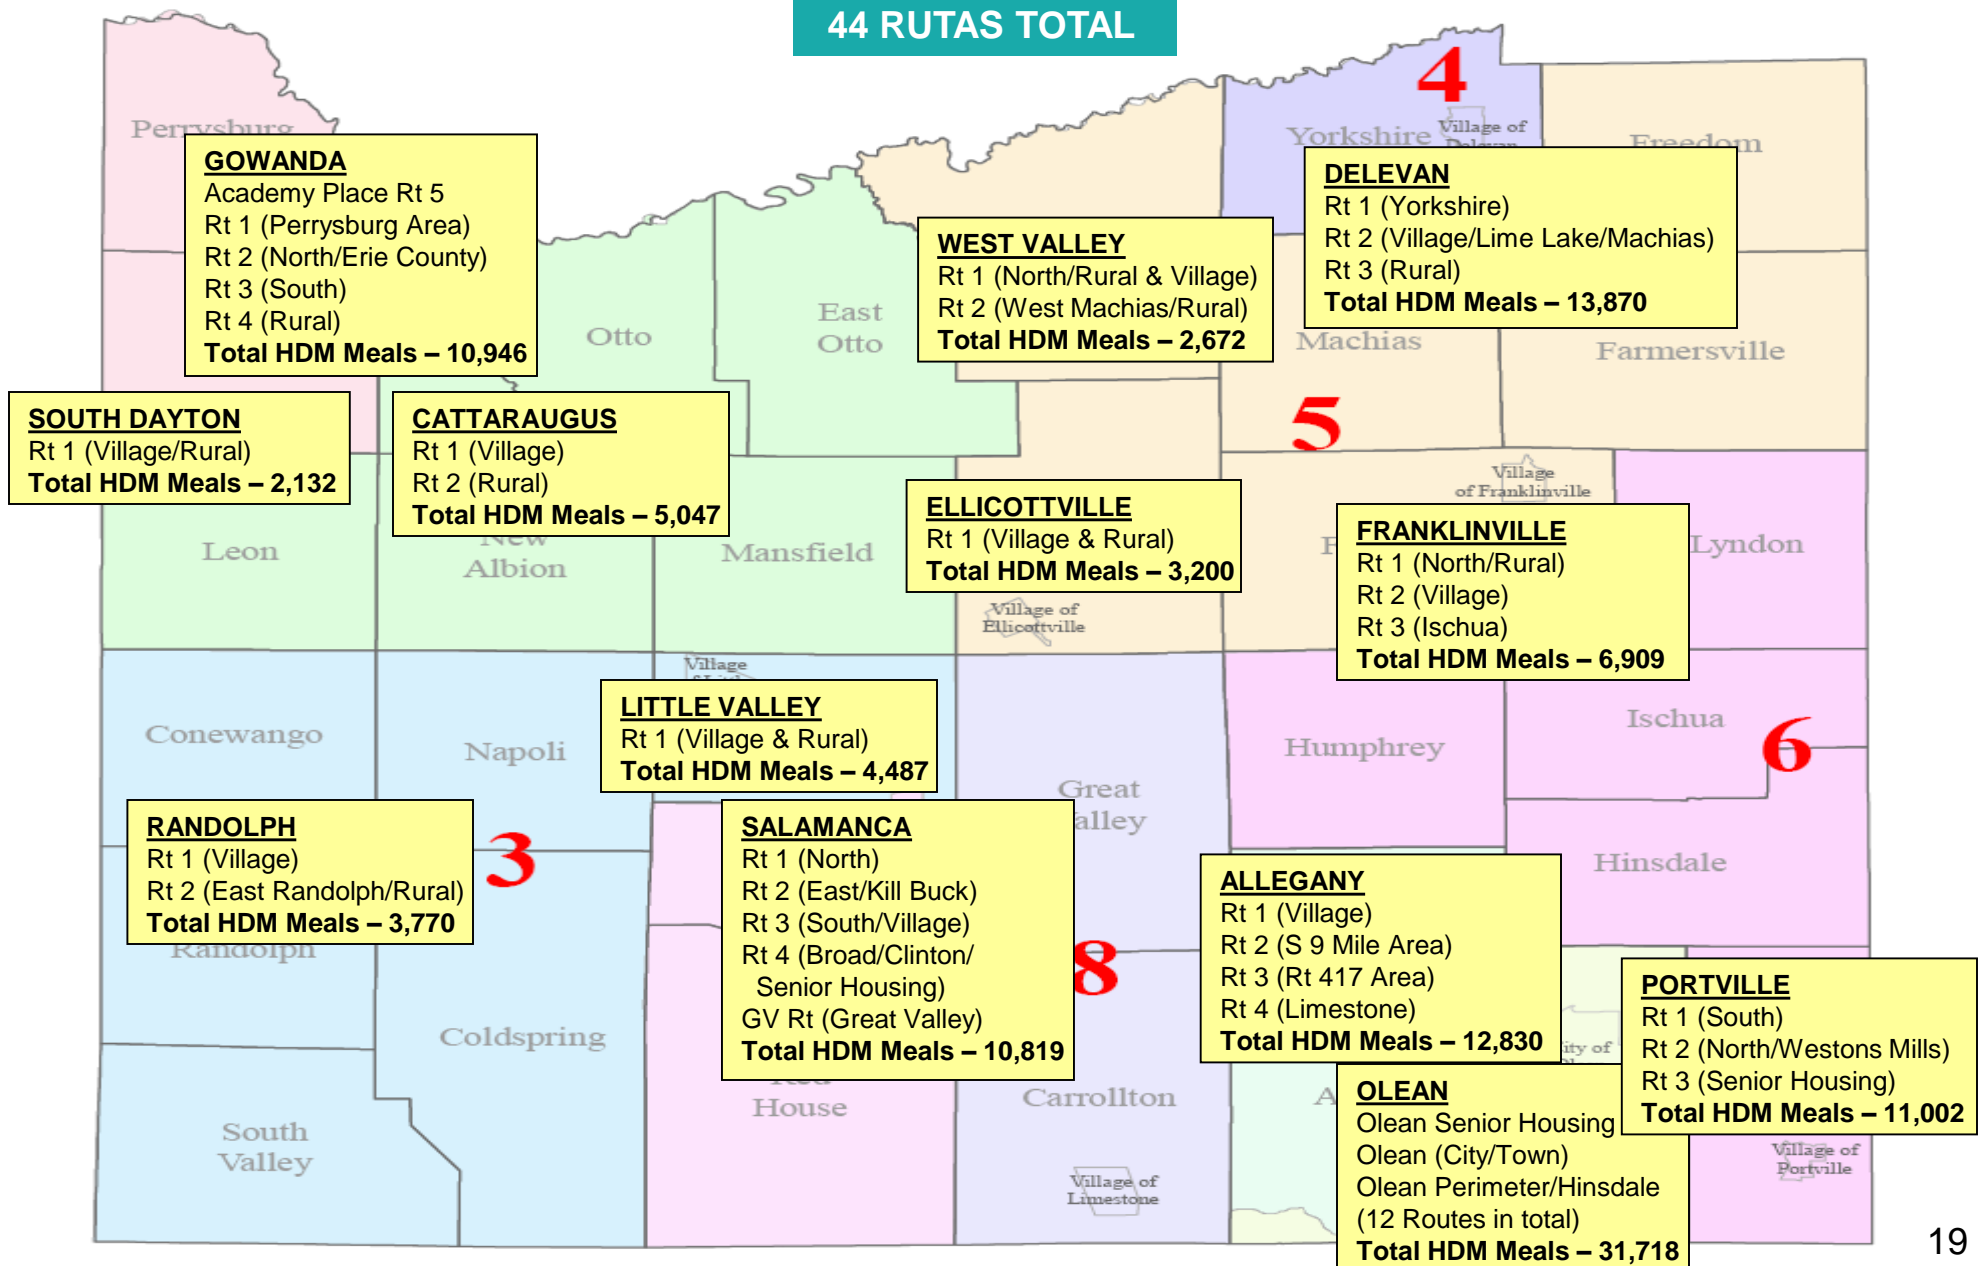 44 RUTAS TOTAL
4
Perrysburg
Yorkshire
Village of
Freedom
GOWANDA
Academy Place Rt 5
Rt 1 (Perrysburg Area)
Rt 2 (North/Erie County)
Rt 3 (South)
Rt 4 (Rural)
Total HDM Meals – 10,946
DELEVAN
Rt 1 (Yorkshire)
Rt 2 (Village/Lime Lake/Machias)
Rt 3 (Rural)
Total HDM Meals – 13,870
WEST VALLEY
Rt 1 (North/Rural & Village)
Rt 2 (West Machias/Rural)
Total HDM Meals – 2,672
Otto
East
Otto
Machias
Farmersville
SOUTH DAYTON
Rt 1 (Village/Rural)
Total HDM Meals – 2,132
CATTARAUGUS
Rt 1 (Village)
Rt 2 (Rural)
Total HDM Meals – 5,047
5
Village
of Franklinville
ELLICOTTVILLE
Rt 1 (Village & Rural)
Total HDM Meals – 3,200
FRANKLINVILLE
Rt 1 (North/Rural)
Rt 2 (Village)
Rt 3 (Ischua)
Total HDM Meals – 6,909
Leon
New
Albion
Mansfield
Lyndon
Village of
Ellicottville
Village
LITTLE VALLEY
Rt 1 (Village & Rural)
Total HDM Meals – 4,487
Conewango
Napoli
Great
Valley
Humphrey
Ischua
6
RANDOLPH
Rt 1 (Village)
Rt 2 (East Randolph/Rural)
Total HDM Meals – 3,770
3
Randolph
SALAMANCA
Rt 1 (North)
Rt 2 (East/Kill Buck)
Rt 3 (South/Village)
Rt 4 (Broad/Clinton/
Senior Housing)
GV Rt (Great Valley)
Total HDM Meals – 10,819
8
ALLEGANY
Rt 1 (Village)
Rt 2 (S 9 Mile Area)
Rt 3 (Rt 417 Area)
Rt 4 (Limestone)
Total HDM Meals – 12,830
Hinsdale
PORTVILLE
Rt 1 (South)
Rt 2 (North/Westons Mills)
Rt 3 (Senior Housing)
Total HDM Meals – 11,002
City of
Coldspring
Red
House
Carrollton
OLEAN
Olean Senior Housing
Olean (City/Town)
Olean Perimeter/Hinsdale
(12 Routes in total)
Total HDM Meals – 31,718
South
Valley
Village of
Limestone
Village of
Portville
19